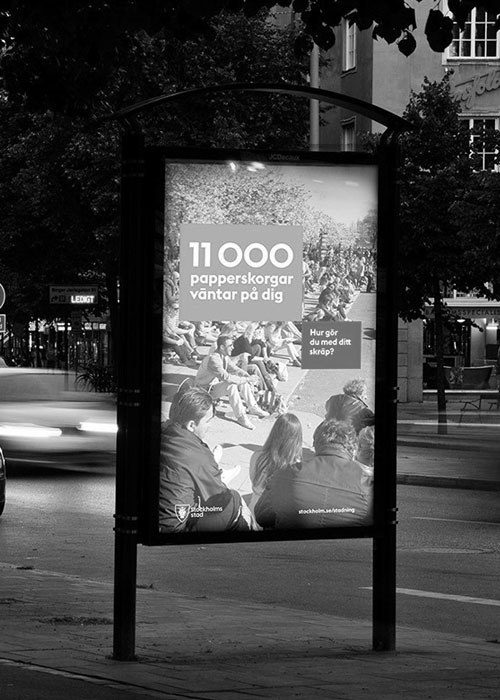 JCDecaux
11 000
papperskorgar
väntar på dig
Hur gör
du med ditt
skräp?
Stockholms
stad
stockholm.se/stadning
LEDIGT